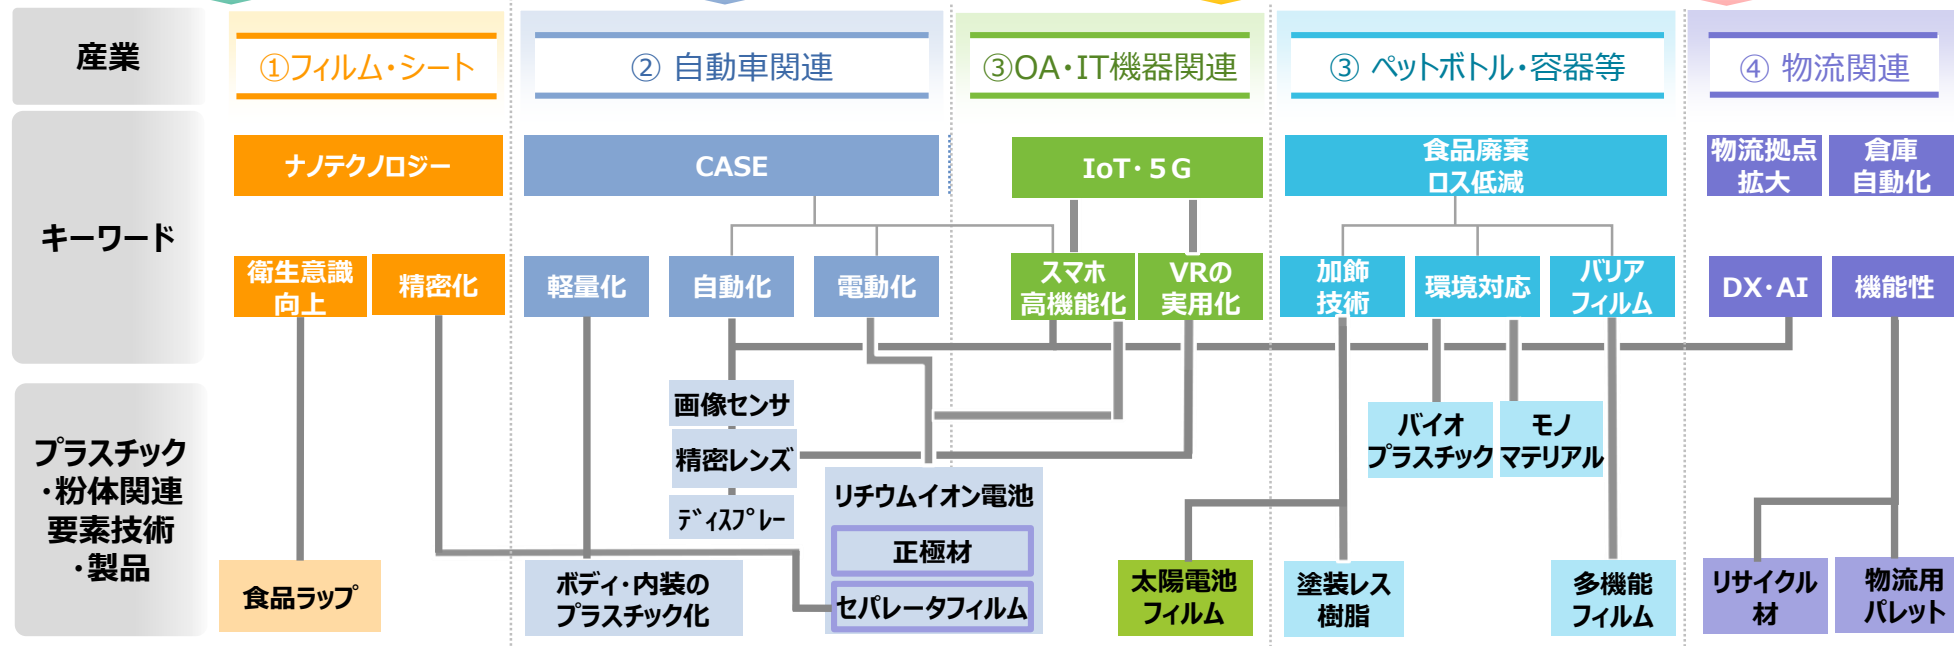 産業
①フィルム・シート
② 自動車関連
③OA・IT機器関連
③ ペットボトル・容器等
④ 物流関連
キーワード
ナノテクノロジー
CASE
IoT・５G
食品廃棄
ロス低減
物流拠点
拡大
倉庫
自動化
衛生意識
向上
精密化
軽量化
自動化
電動化
スマホ
高機能化
VRの
実用化
加飾
技術
環境対応
バリア
フィルム
DX・AI
機能性
プラスチック
・粉体関連
要素技術
・製品
画像センサ
精密レンズ
ディスプレー
バイオ
プラスチック
モノ
マテリアル
リチウムイオン電池
正極材
セパレータフィルム
食品ラップ
ボディ・内装の
プラスチック化
太陽電池
フィルム
塗装レス
樹脂
多機能
フィルム
リサイクル
材
物流用
パレット